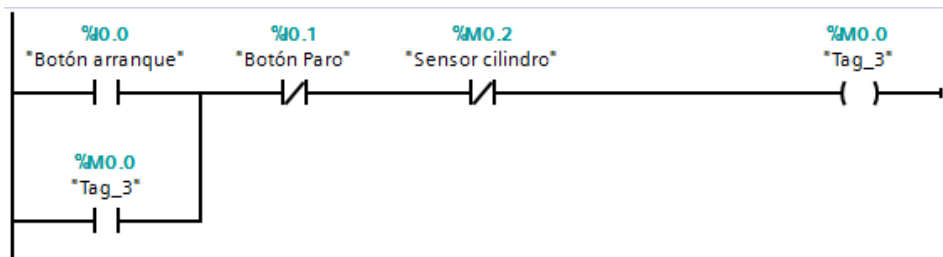 %I0.0 %I0.1 %M0.2 %M0.0
"Botón arranque" "Botón Paro" "Sensor cilindro" "Tag_3"
%M0.0
"Tag_3"